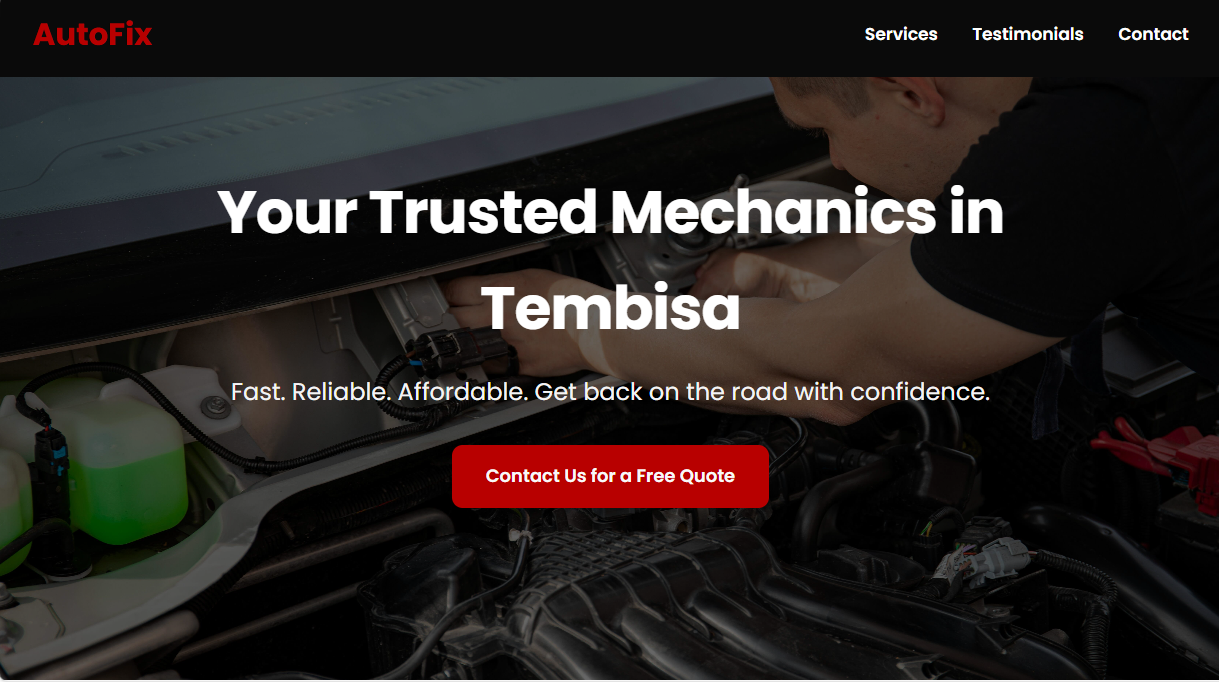 AutoFix
Services
Testimonials
Contact
Your Trusted Mechanics in
Tembisa
Fast. Reliable. Affordable. Get back on the road with confidence.
Contact Us for a Free Quote